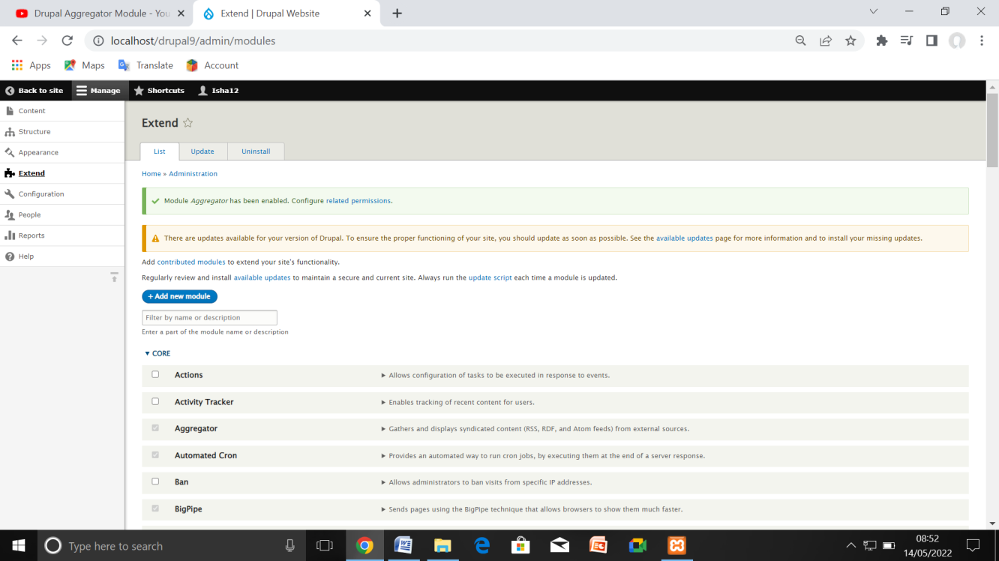 Drupal Aggregator Module - You
Extend | Drupal Website
localhost/drupal9/admin/modules
Apps Maps Translate Account
Back to site Manage Shortcuts Isha12
Content
Structure
Appearance
Extend
Configuration
People
Reports
Help
Extend
List Update Uninstall
Home » Administration
Module Aggregator has been enabled. Configure related permissions.
There are updates available for your version of Drupal. To ensure the proper functioning of your site, you should update as soon as possible. See the available updates page for more information and to install your missing updates.
Add contributed modules to extend your site's functionality.
Regularly review and install available updates to maintain a secure and current site. Always run the update script each time a module is updated.
+ Add new module
Filter by name or description
Enter a part of the module name or description
▼ CORE
Actions ▶ Allows configuration of tasks to be executed in response to events.
Activity Tracker ▶ Enables tracking of recent content for users.
Aggregator ▶ Gathers and displays syndicated content (RSS, RDF, and Atom feeds) from external sources.
Automated Cron ▶ Provides an automated way to run cron jobs, by executing them at the end of a server response.
Ban ▶ Allows administrators to ban visits from specific IP addresses.
BigPipe ▶ Sends pages using the BigPipe technique that allows browsers to show them much faster.
Type here to search
08:52
14/05/2022